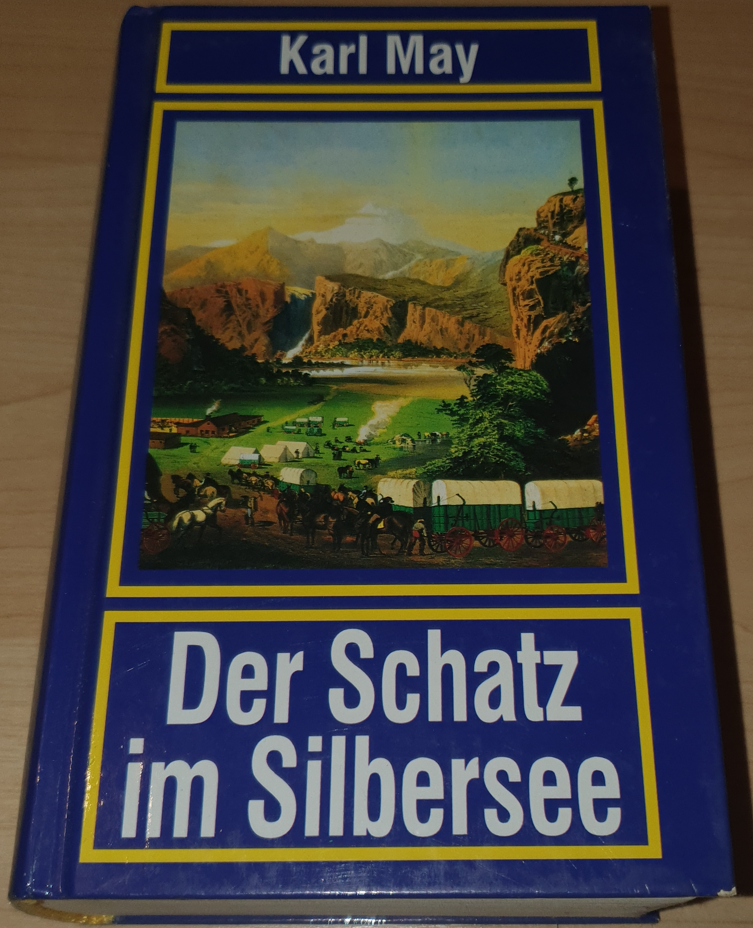 Karl May
Der Schatz
im Silbersee